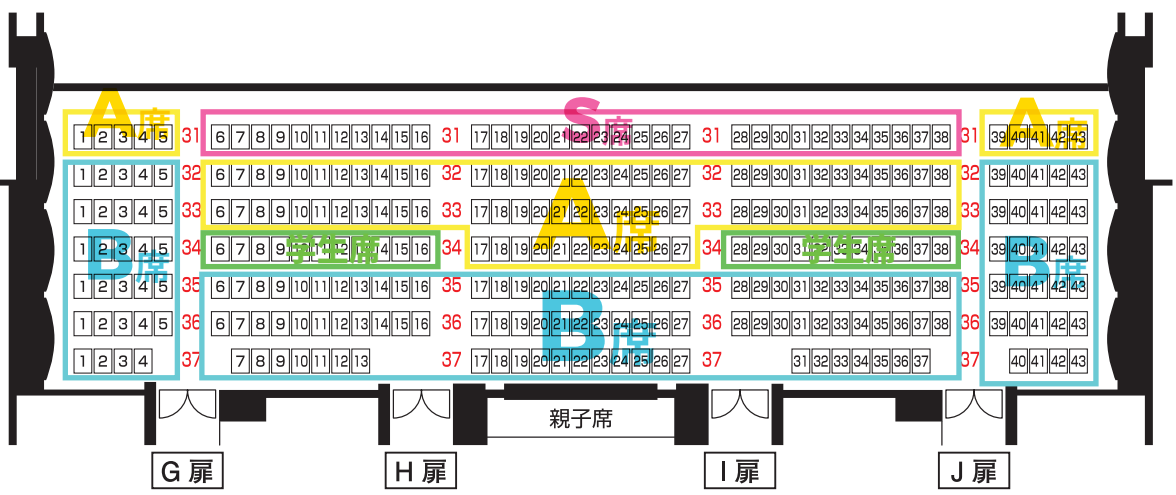 A席 S席 A席
1 2 3 4 5 31 6 7 8 9 10 11 12 13 14 15 16 31 17 18 19 20 21 22 23 24 25 26 27 31 28 29 30 31 32 33 34 35 36 37 38 31 39 40 41 42 43
1 2 3 4 5 32 6 7 8 9 10 11 12 13 14 15 16 32 17 18 19 20 21 22 23 24 25 26 27 32 28 29 30 31 32 33 34 35 36 37 38 32 39 40 41 42 43
1 2 3 4 5 33 6 7 8 9 10 11 12 13 14 15 16 33 17 18 19 20 21 22 23 24 25 26 27 33 28 29 30 31 32 33 34 35 36 37 38 33 39 40 41 42 43
A席
1 2 3 4 5 34 6 7 8 9 10 11 12 13 14 15 16 34 17 18 19 20 21 22 23 24 25 26 27 34 28 29 30 31 32 33 34 35 36 37 38 34 39 40 41 42 43
B席 学生席 学生席 B席
1 2 3 4 5 35 6 7 8 9 10 11 12 13 14 15 16 35 17 18 19 20 21 22 23 24 25 26 27 35 28 29 30 31 32 33 34 35 36 37 38 35 39 40 41 42 43
1 2 3 4 5 36 6 7 8 9 10 11 12 13 14 15 16 36 17 18 19 20 21 22 23 24 25 26 27 36 28 29 30 31 32 33 34 35 36 37 38 36 39 40 41 42 43
B席
1 2 3 4 37 7 8 9 10 11 12 13 37 17 18 19 20 21 22 23 24 25 26 27 37 31 32 33 34 35 36 37 37 40 41 42 43
親子席
G扉 H扉 I扉 J扉